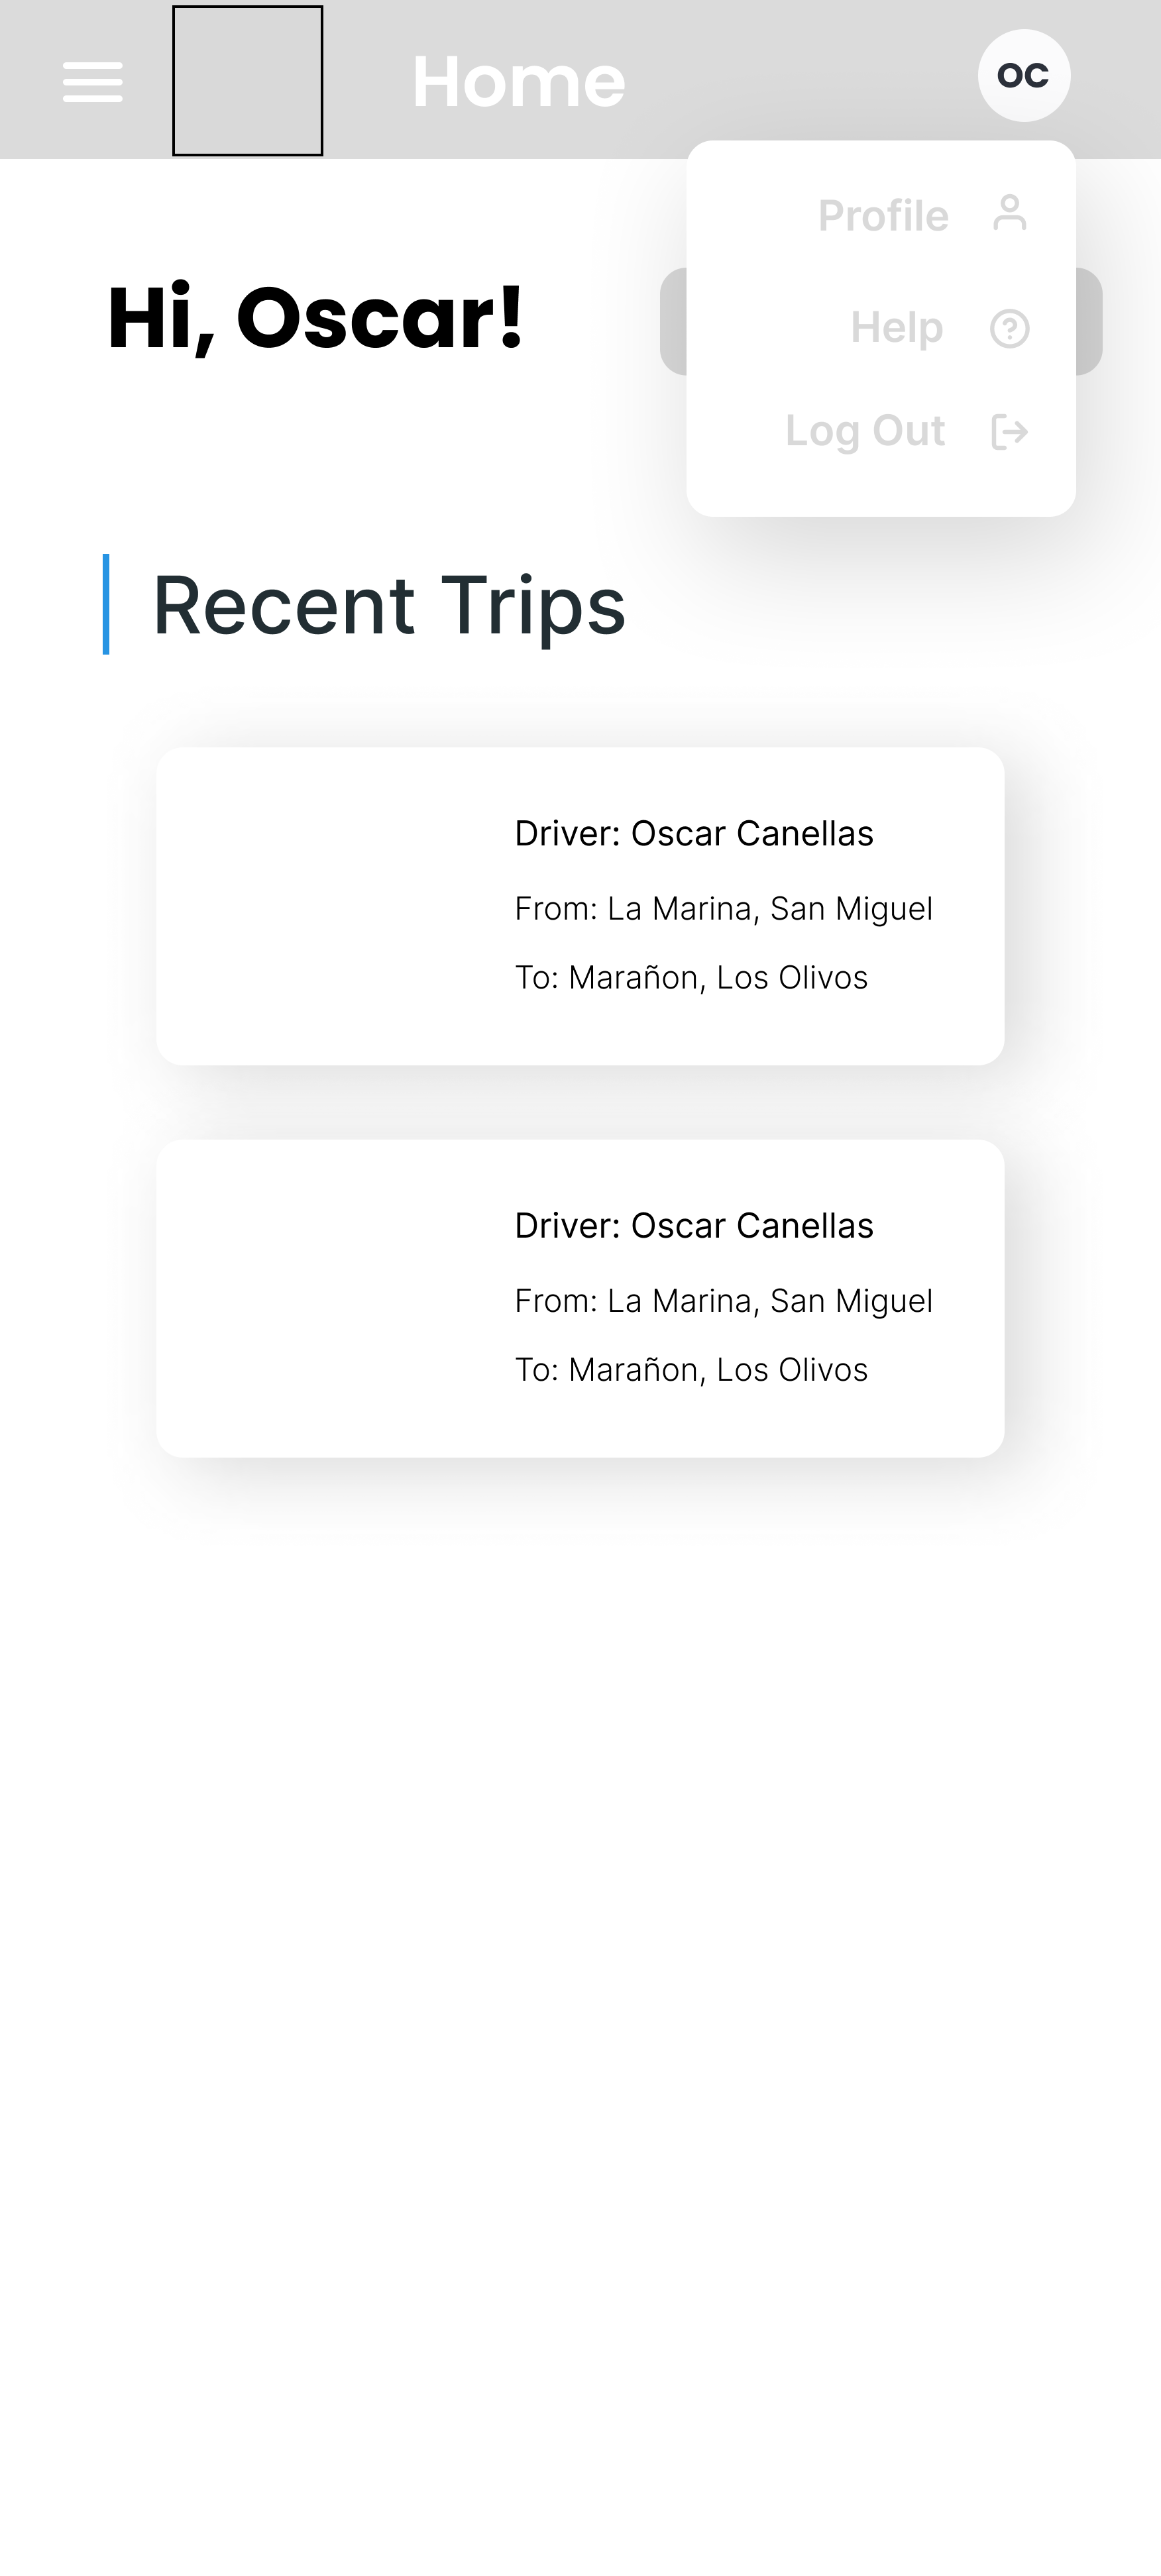 Home
OC
Profile
Help
Log Out
Hi, Oscar!
Recent Trips
Driver: Oscar Canellas
From: La Marina, San Miguel
To: Marañon, Los Olivos
Driver: Oscar Canellas
From: La Marina, San Miguel
To: Marañon, Los Olivos